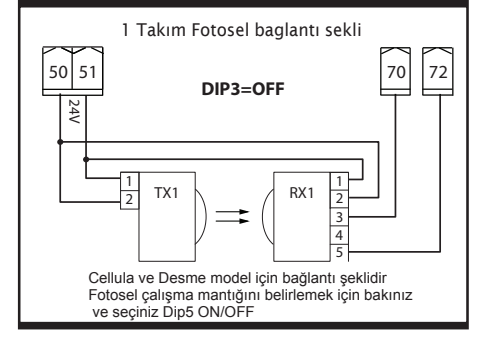 1 Takım Fotosel baglantı sekli
50 51 70 72
24V
DIP3=OFF
1 TX1 RX1 1
2 2
3
4
5
Cellula ve Desme model için bağlantı şeklidir
Fotosel çalışma mantığını belirlemek için bakınız
ve seçiniz Dip5 ON/OFF